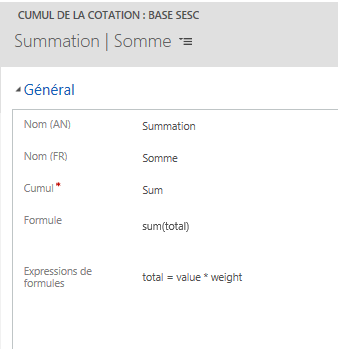 CUMUL DE LA COTATION : BASE SESC
Summation | Somme
Général
Nom (AN) Summation
Nom (FR) Somme
Cumul * Sum
Formule sum(total)
Expressions de formules total = value * weight